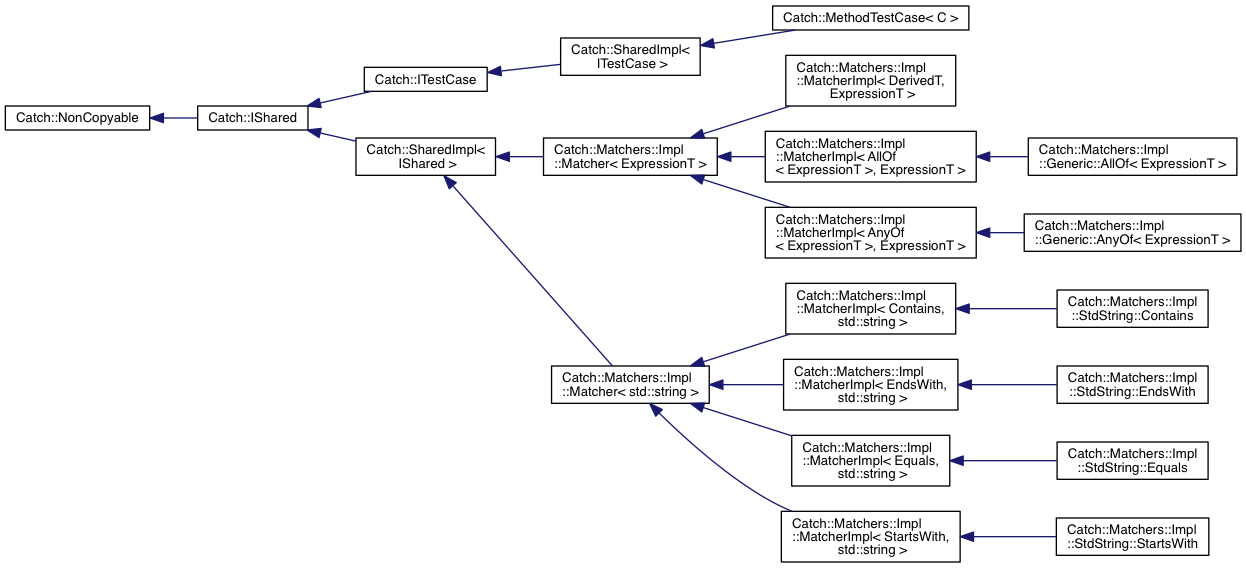 Catch::MethodTestCase< C >
Catch::SharedImpl<
ITestCase >
Catch::ITestCase
Catch::NonCopyable
Catch::IShared
Catch::SharedImpl<
IShared >
Catch::Matchers::Impl
::Matcher< ExpressionT >
Catch::Matchers::Impl
::MatcherImpl< DerivedT,
ExpressionT >
Catch::Matchers::Impl
::MatcherImpl< AllOf
< ExpressionT >, ExpressionT >
Catch::Matchers::Impl
::Generic::AllOf< ExpressionT >
Catch::Matchers::Impl
::MatcherImpl< AnyOf
< ExpressionT >, ExpressionT >
Catch::Matchers::Impl
::Generic::AnyOf< ExpressionT >
Catch::Matchers::Impl
::MatcherImpl< Contains,
std::string >
Catch::Matchers::Impl
::StdString::Contains
Catch::Matchers::Impl
::Matcher< std::string >
Catch::Matchers::Impl
::MatcherImpl< EndsWith,
std::string >
Catch::Matchers::Impl
::StdString::EndsWith
Catch::Matchers::Impl
::MatcherImpl< Equals,
std::string >
Catch::Matchers::Impl
::StdString::Equals
Catch::Matchers::Impl
::MatcherImpl< StartsWith,
std::string >
Catch::Matchers::Impl
::StdString::StartsWith